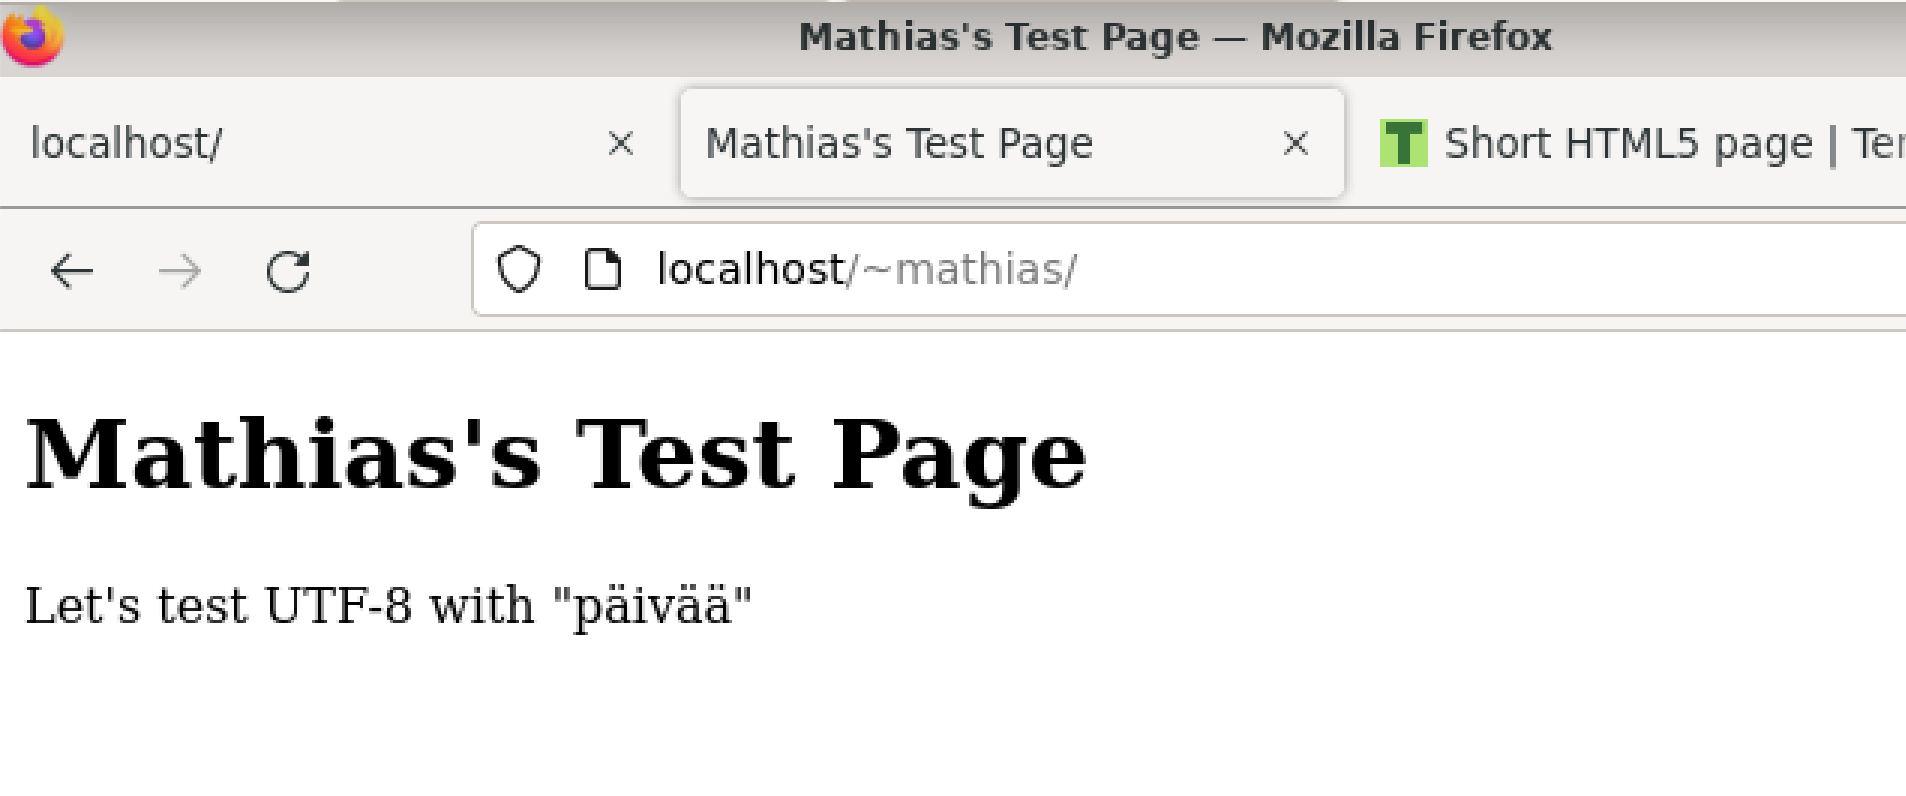 Mathias's Test Page — Mozilla Firefox
localhost/
Mathias's Test Page
Short HTML5 page |
localhost/~mathias/
Mathias's Test Page
Let's test UTF-8 with "päivää"